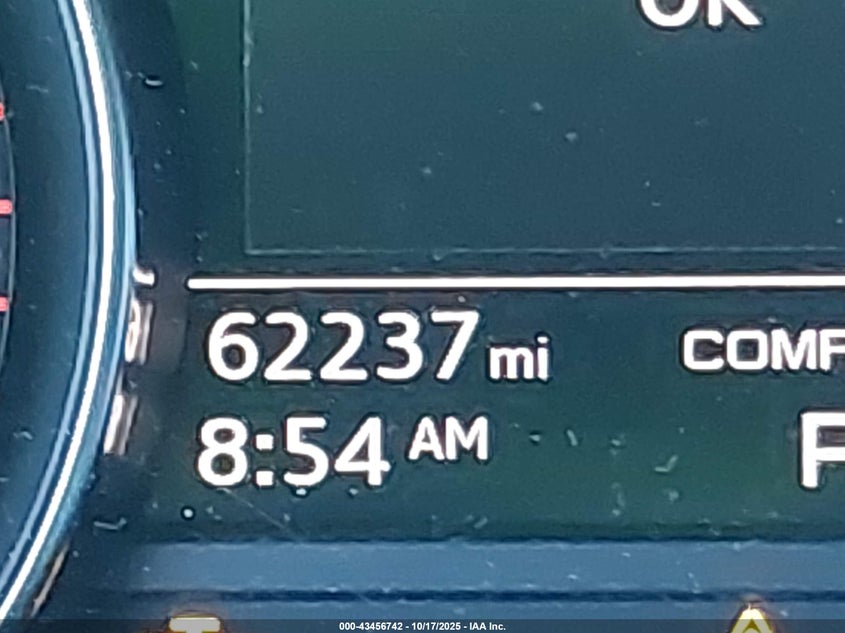 OK
62237 mi
COMF
8:54 AM
P
000-43456742 - 10/17/2025 - IAA Inc.